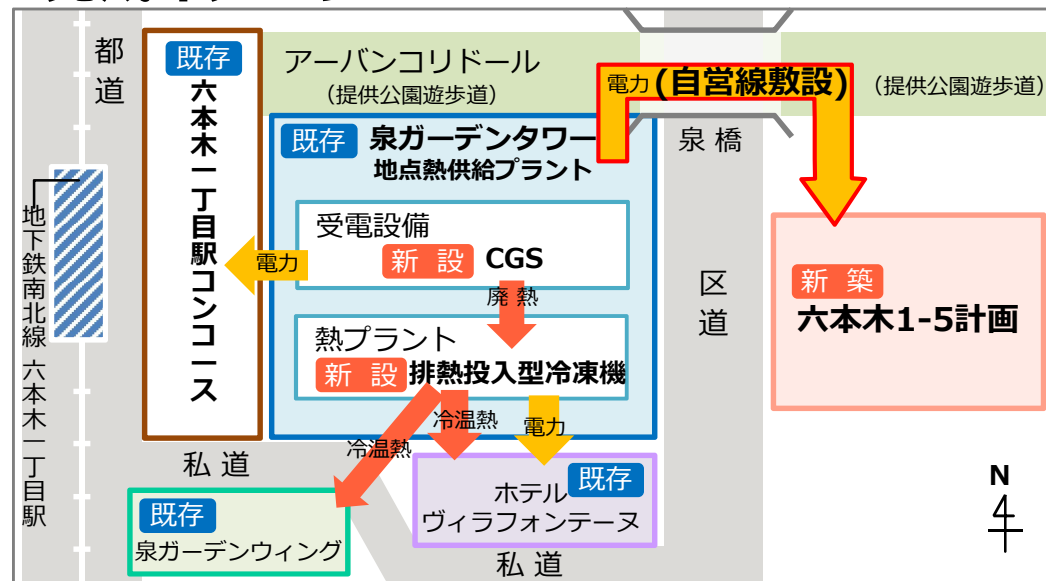 都道
既存
六本木一丁目駅コンコース
アーバンコリドール
(提供公園遊歩道)
電力(自営線敷設)
(提供公園遊歩道)
既存 泉ガーデンタワー
地点熱供給プラント
泉橋
受電設備
新設 CGS
電力
廃熱
熱プラント
新設 排熱投入型冷凍機
冷温熱
電力
冷温熱
区道
新築
六本木1-5計画
地下鉄南北線 六本木一丁目駅
私道
既存
泉ガーデンウィング
既存
ホテル
ヴィラフォンテーヌ
私道
N